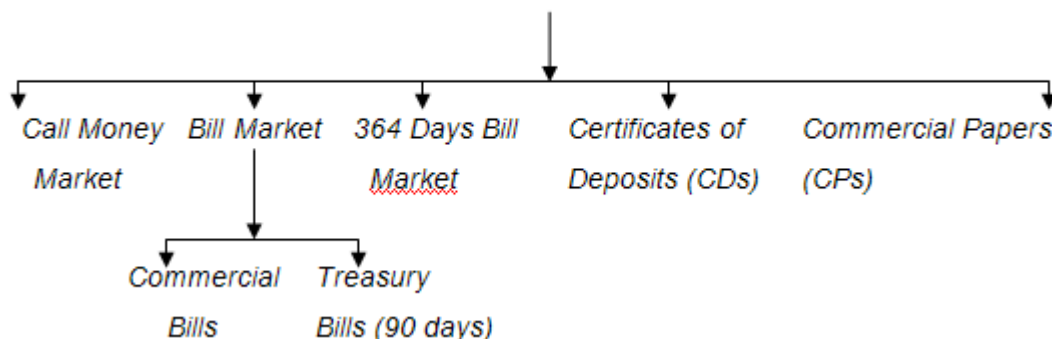 Call Money Bill Market 364 Days Bill Certificates of Commercial Papers
Market Market Deposits (CDs) (CPs)
Commercial Treasury
Bills Bills (90 days)